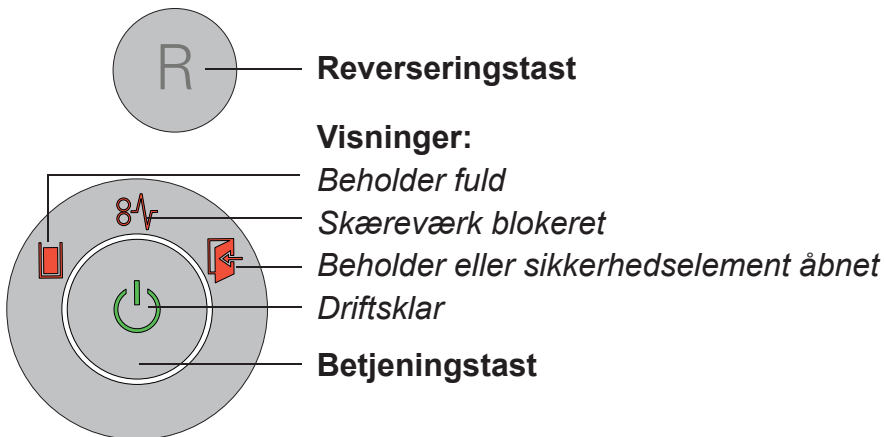 R
Reverseringstast
Visninger:
Beholder fuld
Skæreværk blokeret
Beholder eller sikkerhedselement åbnet
Driftsklar
Betjeningstast